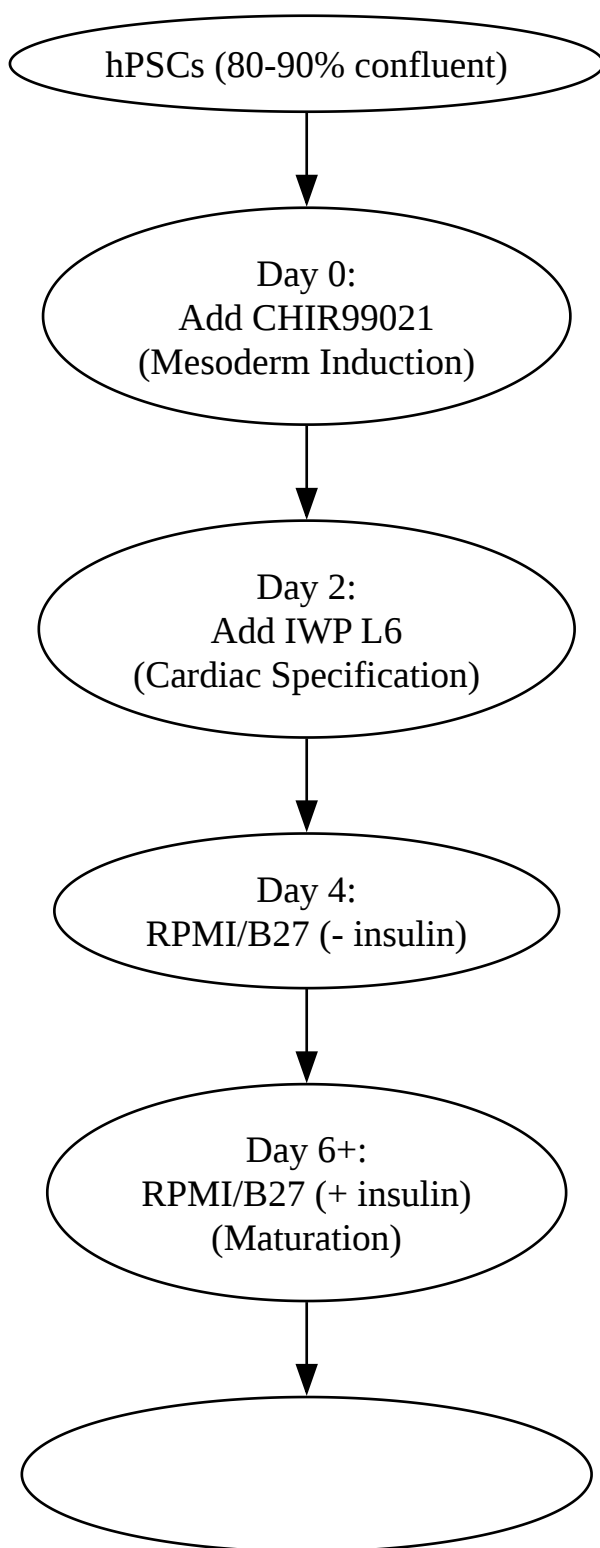 hPSCs (80-90% confluent)
Day 0:
Add CHIR99021
(Mesoderm Induction)
Day 2:
Add IWP L6
(Cardiac Specification)
Day 4:
RPMI/B27 (- insulin)
Day 6+:
RPMI/B27 (+ insulin)
(Maturation)